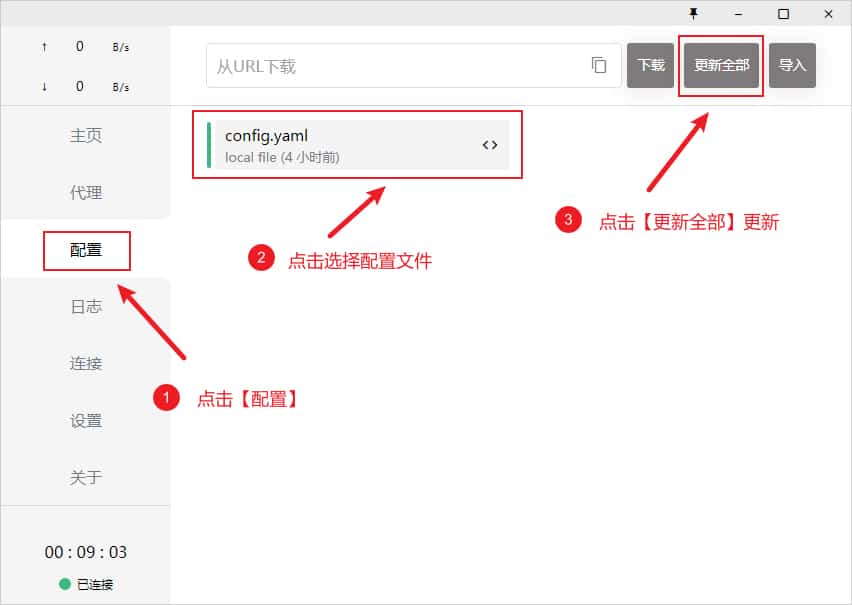 ↑ 0 B/s
↓ 0 B/s
从URL下载
下载
更新全部
导入
主页
代理
配置
日志
连接
设置
关于
config.yaml
local file (4 小时前)
<>
3 点击【更新全部】更新
2 点击选择配置文件
1 点击【配置】
00 : 09 : 03
已连接